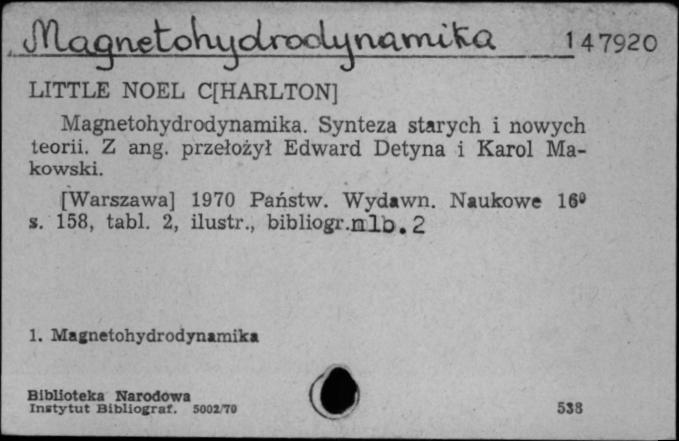 Magnetohydrodynamika 147920
LITTLE NOEL C[HARLTON]
Magnetohydrodynamika. Synteza starych i nowych
teorii. Z ang. przełożył Edward Detyna i Karol Ma-
kowski.
[Warszawa] 1970 Państw. Wydawn. Naukowe 16⁰
s. 158, tabl. 2, ilustr., bibliogr. nlb. 2
1. Magnetohydrodynamika
Biblioteka Narodowa
Instytut Bibliograf. 5002/70 538